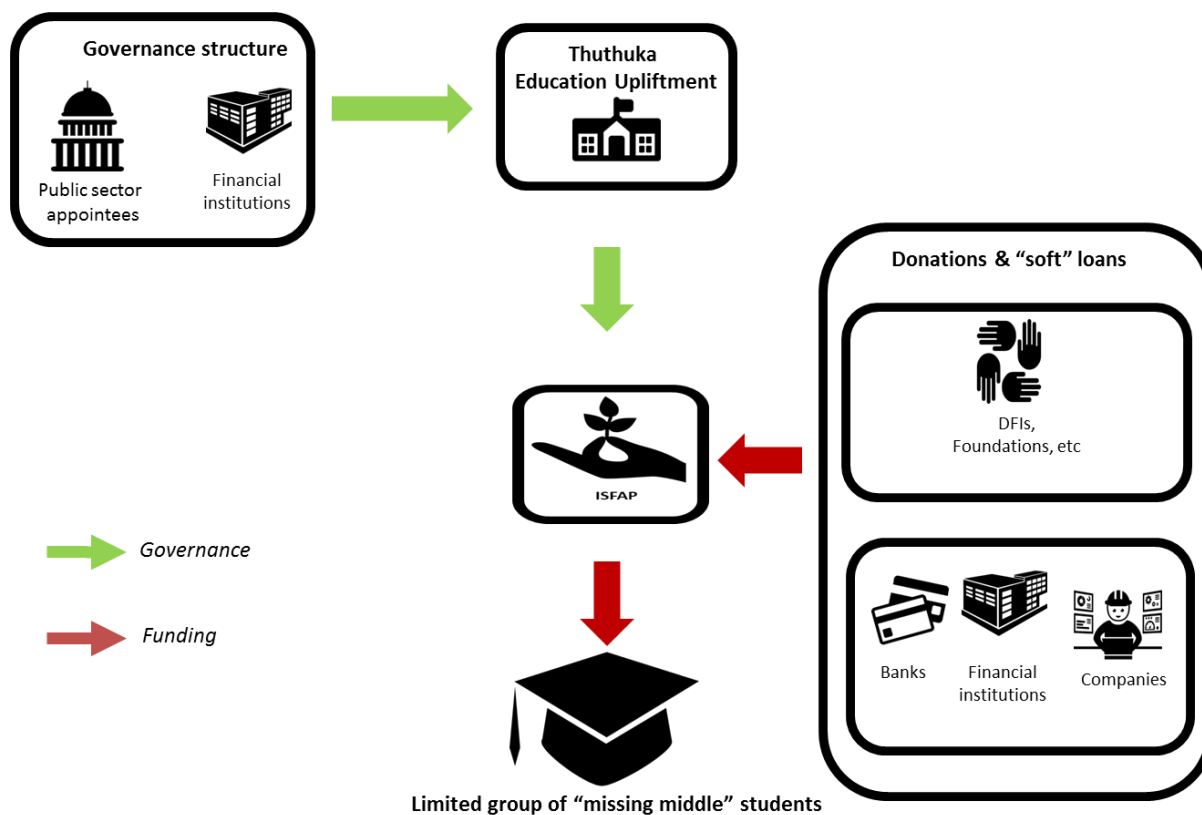 Governance structure
Public sector
appointees
Financial
institutions
Thuthuka
Education Upliftment
Donations & “soft” loans
DFIs,
Foundations, etc
ISFAP
Governance
Funding
Banks
Financial
institutions
Companies
Limited group of “missing middle” students